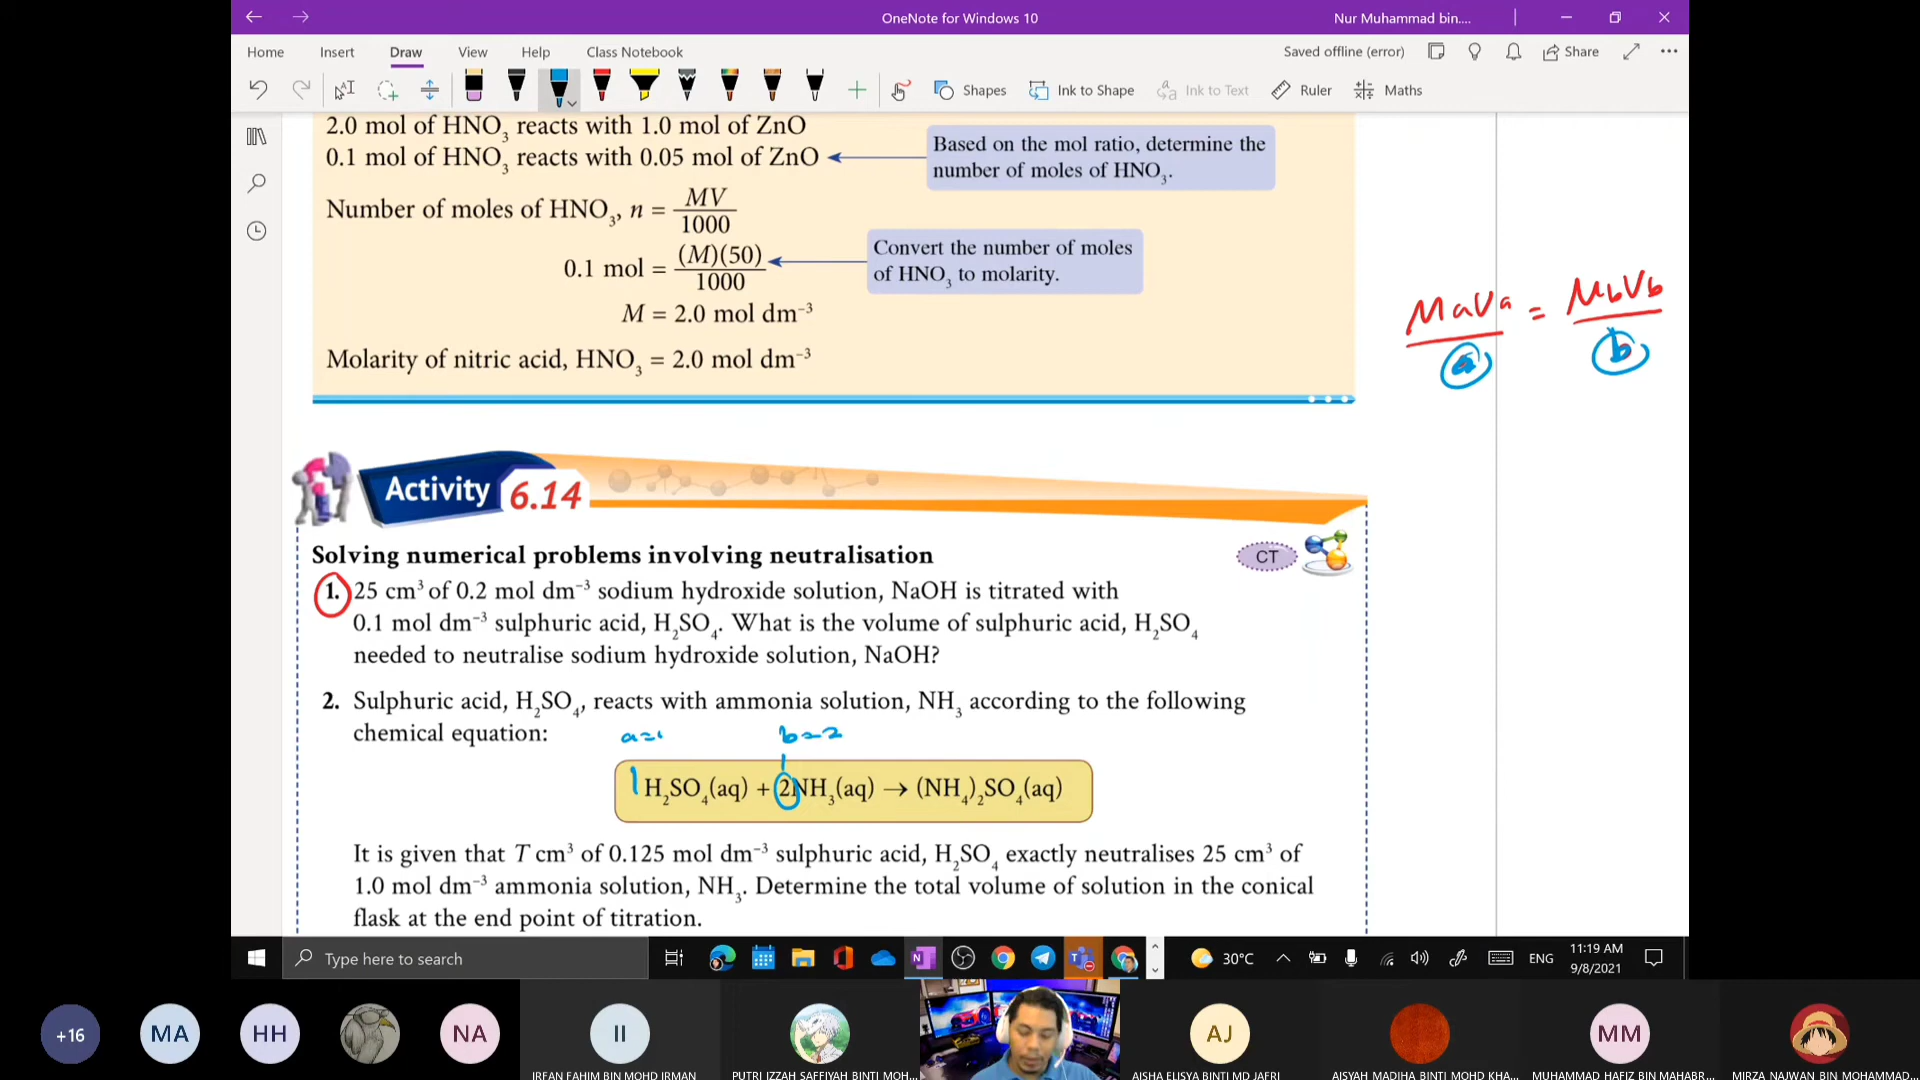 OneNote for Windows 10
Nur Muhammad bin....
Home Insert Draw View Help Class Notebook
Saved offline (error) Share
Shapes Ink to Shape Ink to Text Ruler Maths
2.0 mol of HNO₃ reacts with 1.0 mol of ZnO
0.1 mol of HNO₃ reacts with 0.05 mol of ZnO
Based on the mol ratio, determine the
number of moles of HNO₃.
Number of moles of HNO₃, n = MV/1000
0.1 mol = (M)(50)/1000
Convert the number of moles
of HNO₃ to molarity.
M = 2.0 mol dm⁻³
Molarity of nitric acid, HNO₃ = 2.0 mol dm⁻³
MaVa/a = MbVb/b
Activity 6.14
Solving numerical problems involving neutralisation
CT
1. 25 cm³ of 0.2 mol dm⁻³ sodium hydroxide solution, NaOH is titrated with
0.1 mol dm⁻³ sulphuric acid, H₂SO₄. What is the volume of sulphuric acid, H₂SO₄
needed to neutralise sodium hydroxide solution, NaOH?
2. Sulphuric acid, H₂SO₄, reacts with ammonia solution, NH₃ according to the following
chemical equation:
a=1 b=2
1 H₂SO₄(aq) + 2NH₃(aq) → (NH₄)₂SO₄(aq)
It is given that T cm³ of 0.125 mol dm⁻³ sulphuric acid, H₂SO₄ exactly neutralises 25 cm³ of
1.0 mol dm⁻³ ammonia solution, NH₃. Determine the total volume of solution in the conical
flask at the end point of titration.
Type here to search
30°C
ENG
11:19 AM
9/8/2021
+16 MA HH NA II AJ MM
IRFAN FAHIM BIN MOHD IRMAN
PUTRI IZZAH SAFFIYAH BINTI MOH...
AISHA ELISYA BINTI MD JAFRI
AISYAH MADIHA BINTI MOHD KHA...
MUHAMMAD HAFIZ BIN MAHABR...
MIRZA NAJWAN BIN MOHAMMAD...